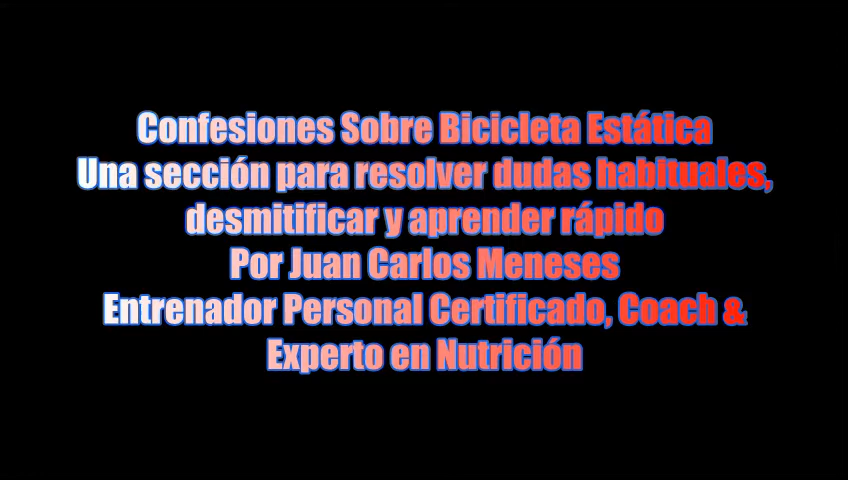 Confesiones Sobre Bicicleta Estática
Una sección para resolver dudas habituales,
desmitificar y aprender rápido
Por Juan Carlos Meneses
Entrenador Personal Certificado, Coach &
Experto en Nutrición